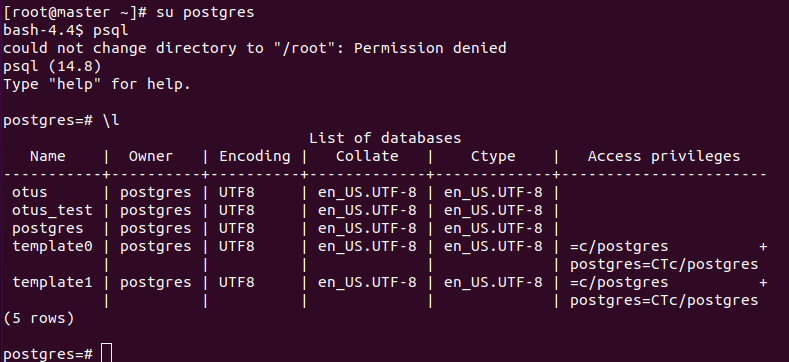 [root@master ~]# su postgres
bash-4.4$ psql
could not change directory to "/root": Permission denied
psql (14.8)
Type "help" for help.

postgres=# \l
                                  List of databases
   Name    |  Owner   | Encoding |   Collate   |    Ctype    |   Access privileges
-----------+----------+----------+-------------+-------------+-----------------------
 otus      | postgres | UTF8     | en_US.UTF-8 | en_US.UTF-8 |
 otus_test | postgres | UTF8     | en_US.UTF-8 | en_US.UTF-8 |
 postgres  | postgres | UTF8     | en_US.UTF-8 | en_US.UTF-8 |
 template0 | postgres | UTF8     | en_US.UTF-8 | en_US.UTF-8 | =c/postgres          +
           |          |          |             |             | postgres=CTc/postgres
 template1 | postgres | UTF8     | en_US.UTF-8 | en_US.UTF-8 | =c/postgres          +
           |          |          |             |             | postgres=CTc/postgres
(5 rows)

postgres=#